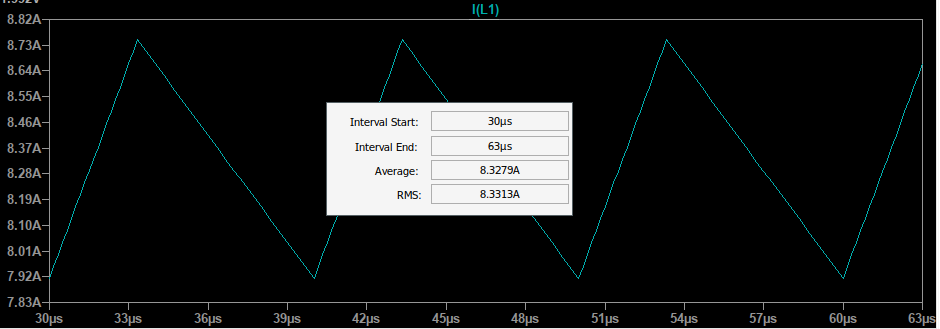 I(L1)
8.82A
8.73A
8.64A
8.55A
8.46A
8.37A
8.28A
8.19A
8.10A
8.01A
7.92A
7.83A
Interval Start: 30µs
Interval End: 63µs
Average: 8.3279A
RMS: 8.3313A
30µs 33µs 36µs 39µs 42µs 45µs 48µs 51µs 54µs 57µs 60µs 63µs